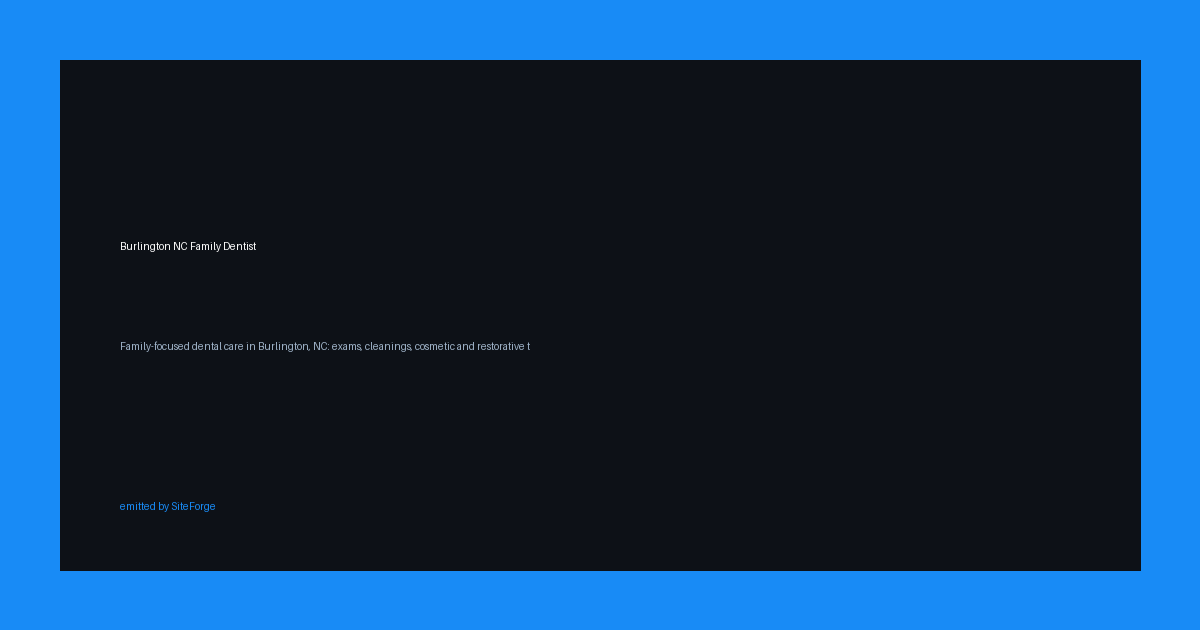 Burlington NC Family Dentist
Family-focused dental care in Burlington, NC: exams, cleanings, cosmetic and restorative t
emitted by SiteForge